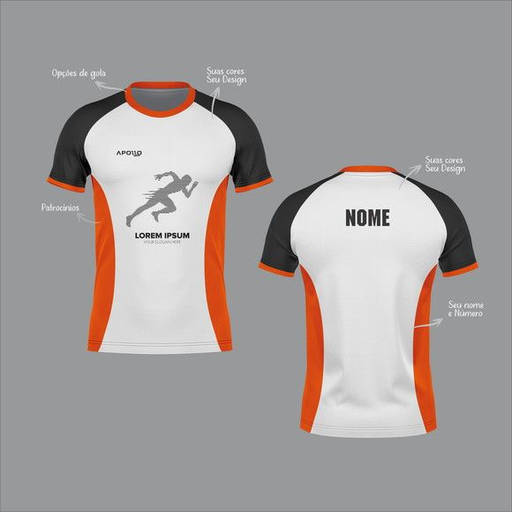 Opções de gola
Suas cores
Seu Design
APOLLO
Patrocinios
LOREM IPSUM
YOUR SLOGAN HERE
Suas cores
Seu Design
NOME
Seu nome
e Número